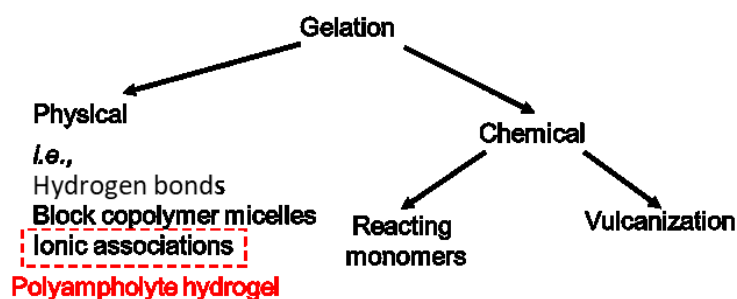 Gelation
Physical
i.e.,
Hydrogen bonds
Block copolymer micelles
Ionic associations
Polyampholyte hydrogel
Chemical
Reacting
monomers
Vulcanization